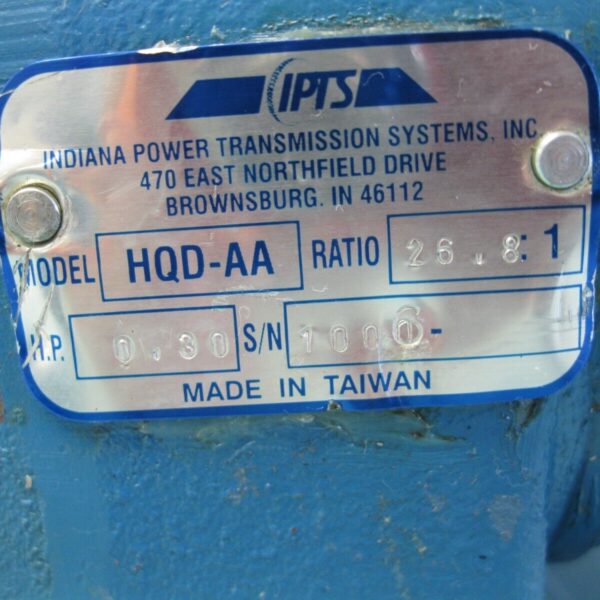 IPTS
INDIANA POWER TRANSMISSION SYSTEMS, INC.
470 EAST NORTHFIELD DRIVE
BROWNSBURG, IN 46112
MODEL HQD-AA RATIO 26.8:1
H.P. 0.30 S/N 1006-
MADE IN TAIWAN